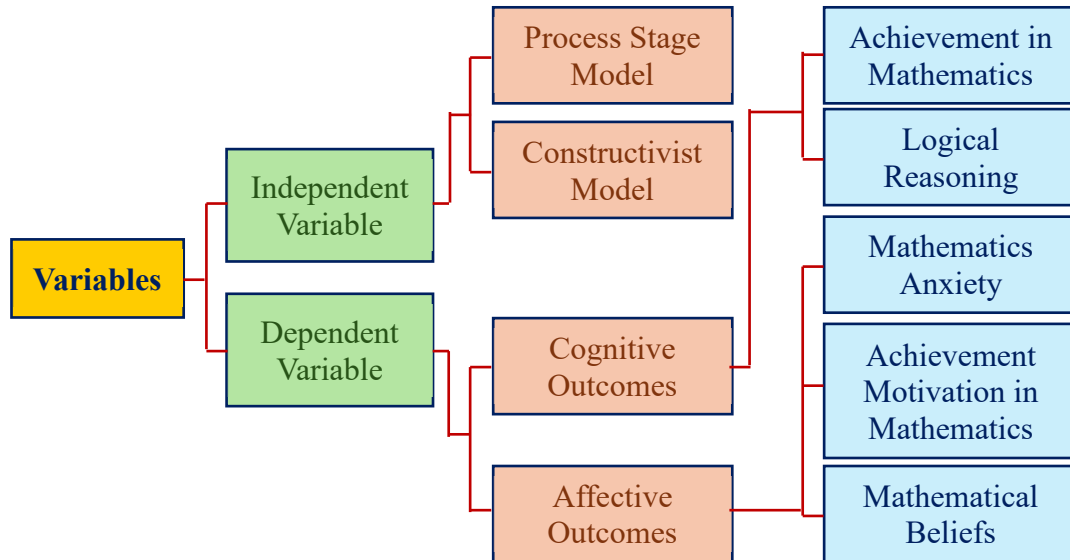 Process Stage
Model
Achievement in
Mathematics
Constructivist
Model
Logical
Reasoning
Independent
Variable
Mathematics
Anxiety
Variables
Dependent
Variable
Cognitive
Outcomes
Achievement
Motivation in
Mathematics
Affective
Outcomes
Mathematical
Beliefs